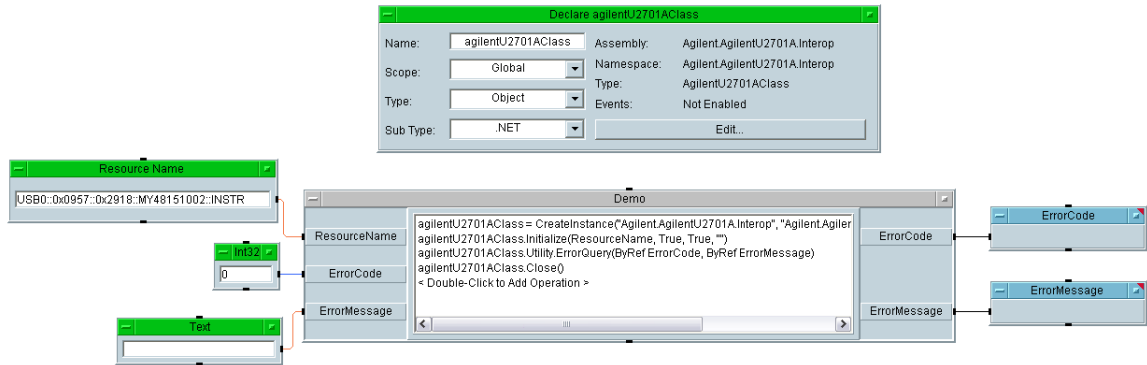 Declare agilentU2701AClass
Name: agilentU2701AClass Assembly: Agilent.AgilentU2701A.Interop
Scope: Global Namespace: Agilent.AgilentU2701A.Interop
Type: AgilentU2701AClass
Type: Object Events: Not Enabled
Sub Type: .NET Edit...
Resource Name
USB0::0x0957::0x2918::MY48151002::INSTR
Int32
0
Text
Demo
ResourceName
ErrorCode
ErrorMessage
agilentU2701AClass = CreateInstance("Agilent.AgilentU2701A.Interop", "Agilent.Agiler
agilentU2701AClass.Initialize(ResourceName, True, True, "")
agilentU2701AClass.Utility.ErrorQuery(ByRef ErrorCode, ByRef ErrorMessage)
agilentU2701AClass.Close()
< Double-Click to Add Operation >
ErrorCode
ErrorMessage
ErrorCode
ErrorMessage